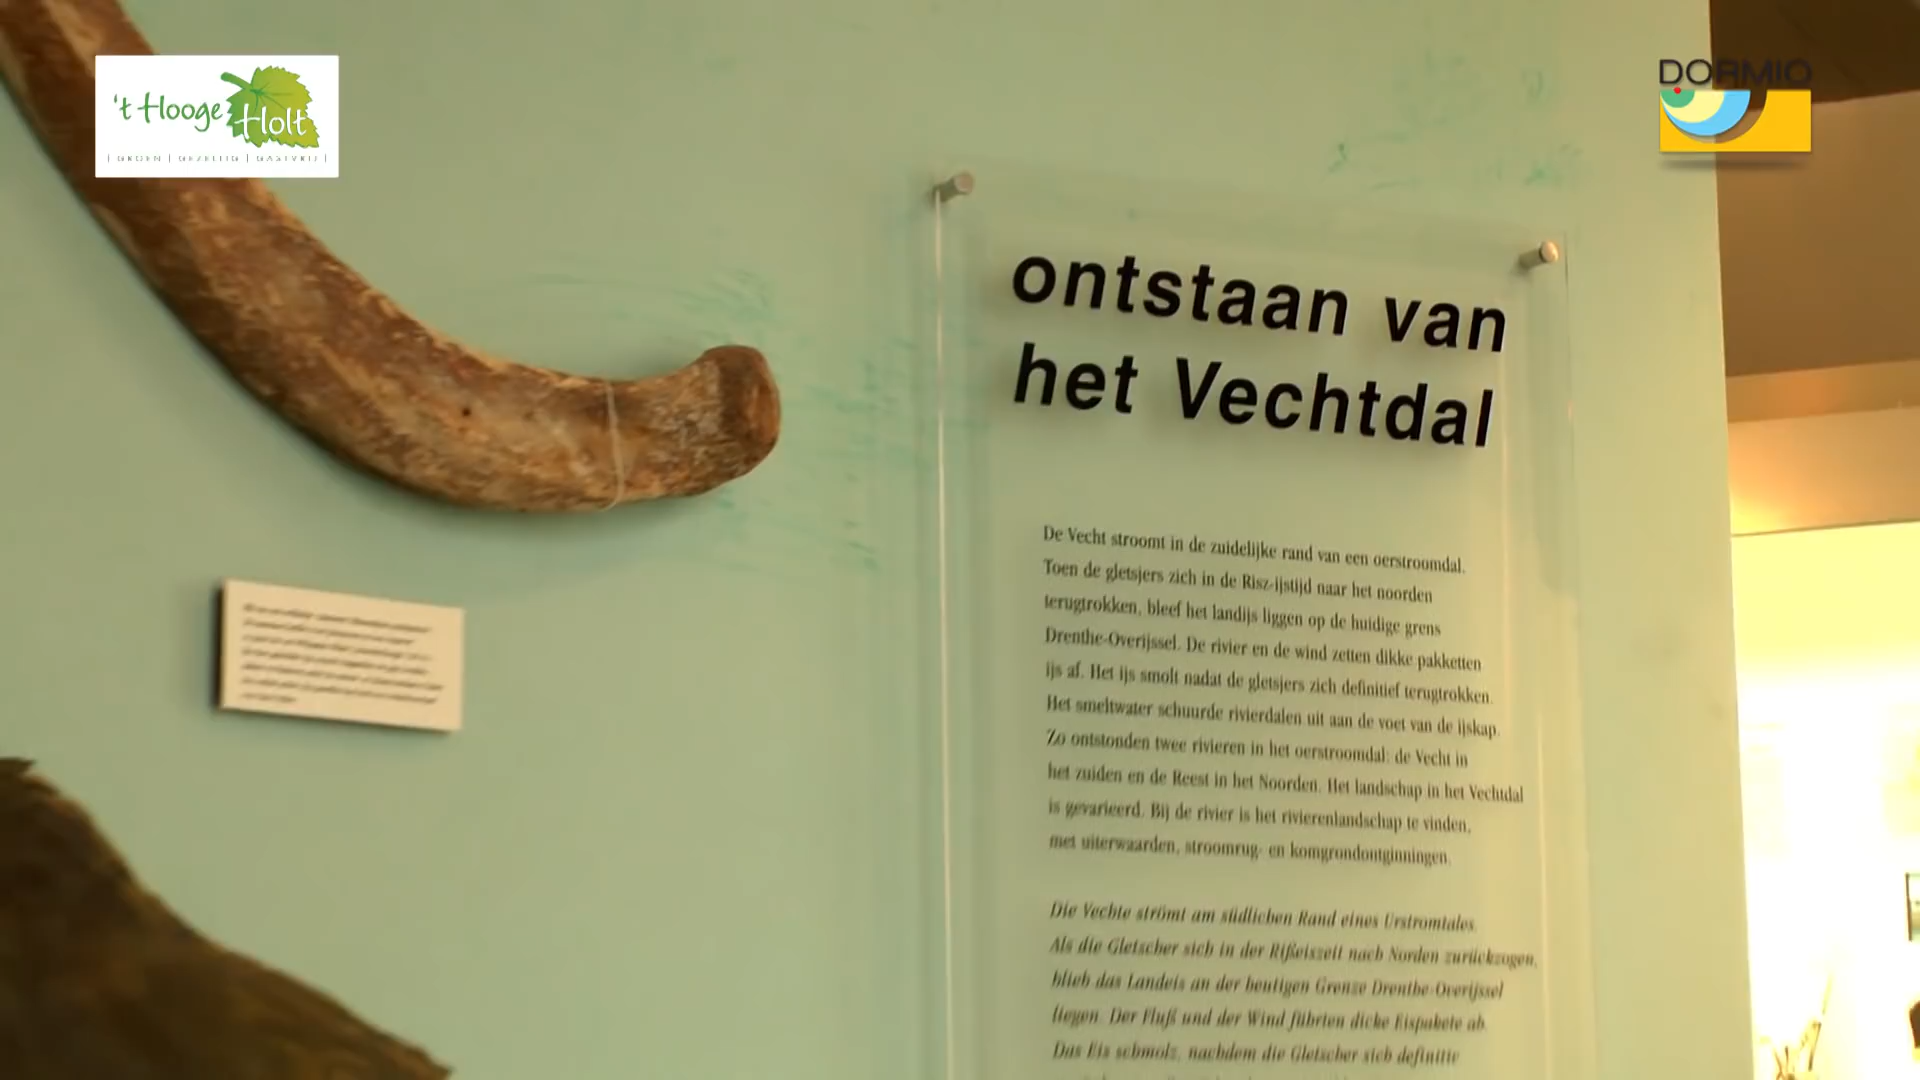 't Hooge
Holt
| GROEN | GEZELLIG | GASTVRIJ |
DORMIO
ontstaan van
het Vechtdal
De Vecht stroomt in de zuidelijke rand van een oerstroomdal.
Toen de gletsjers zich in de Risz-ijstijd naar het noorden
terugtrokken, bleef het landijs liggen op de huidige grens
Drenthe-Overijssel. De rivier en de wind zetten dikke pakketten
ijs af. Het ijs smolt nadat de gletsjers zich definitief terugtrokken.
Het smeltwater schuurde rivierdalen uit aan de voet van de ijskap.
Zo ontstonden twee rivieren in het oerstroomdal: de Vecht in
het zuiden en de Reest in het Noorden. Het landschap in het Vechtdal
is gevarieerd. Bij de rivier is het rivierenlandschap te vinden,
met uiterwaarden, stroomrug- en komgrondontginningen.
Die Vechte strömt am südlichen Rand eines Urstromtales.
Als die Gletscher sich in der Rißeiszeit nach Norden zurückzogen,
blieb das Landeis an der heutigen Grenze Drenthe-Overijssel
liegen. Der Fluß und der Wind führten dicke Eispakete ab.
Das Eis schmolz, nachdem die Gletscher sich definitiv